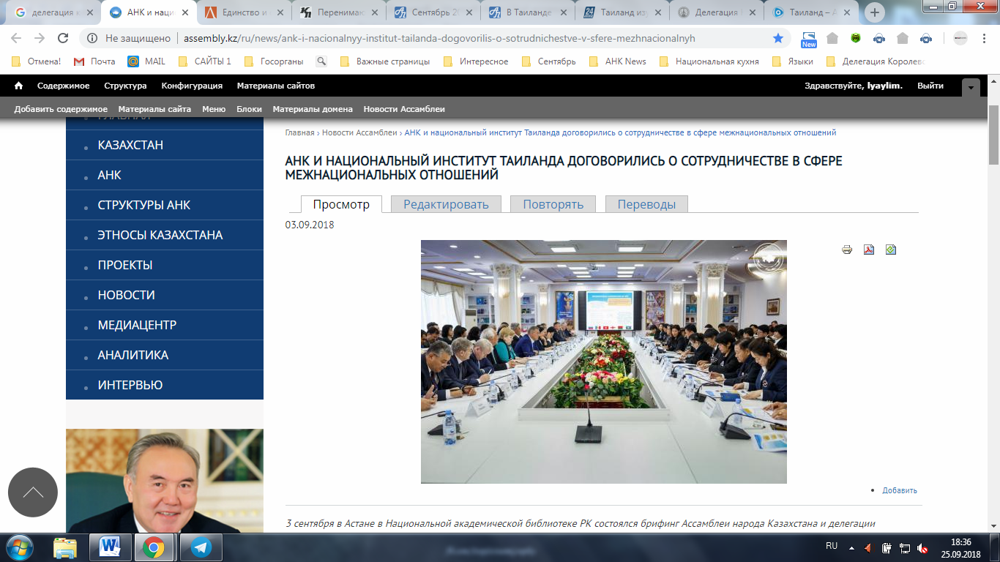 делегация к
АНК и наци
Единство и
Перенимаю
Сентябрь 20
В Таиланде
Таиланд изу
Делегация
Таиланд – А
Не защищено
assembly.kz/ru/news/ank-i-nacionalnyy-institut-tailanda-dogovorilis-o-sotrudnichestve-v-sfere-mezhnacionalnyh
New
Отмена!
Почта
MAIL
САЙТЫ 1
Госорганы
Важные страницы
Интересное
Сентябрь
АНК News
Национальная кухня
Языки
Делегация Королевс
Содержимое
Структура
Конфигурация
Материалы сайтов
Здравствуйте, lyaylim.
Выйти
Добавить содержимое
Материалы сайта
Меню
Блоки
Материалы домена
Новости Ассамблеи
ГЛАВНАЯ
КАЗАХСТАН
АНК
СТРУКТУРЫ АНК
ЭТНОСЫ КАЗАХСТАНА
ПРОЕКТЫ
НОВОСТИ
МЕДИАЦЕНТР
АНАЛИТИКА
ИНТЕРВЬЮ
Главная › Новости Ассамблеи › АНК и национальный институт Таиланда договорились о сотрудничестве в сфере межнациональных отношений
АНК И НАЦИОНАЛЬНЫЙ ИНСТИТУТ ТАИЛАНДА ДОГОВОРИЛИСЬ О СОТРУДНИЧЕСТВЕ В СФЕРЕ
МЕЖНАЦИОНАЛЬНЫХ ОТНОШЕНИЙ
Просмотр
Редактировать
Повторять
Переводы
03.09.2018
Добавить
3 сентября в Астане в Национальной академической библиотеке РК состоялся брифинг Ассамблеи народа Казахстана и делегации
RU
18:36
25.09.2018